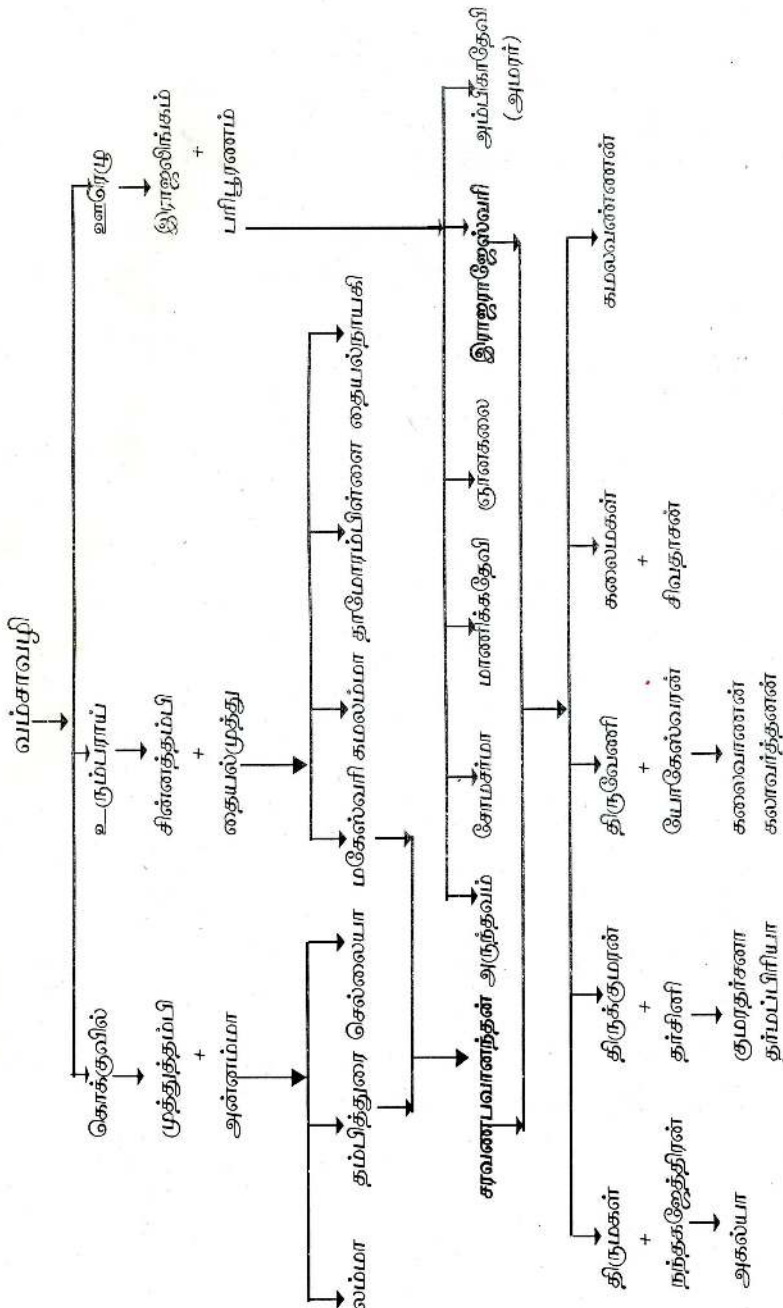 வம்சாவழி
கொக்குவில் உரும்பராய் ஊரெழு
முத்துத்தம்பி சின்னத்தம்பி இராஜலிங்கம்
+ + +
அன்னம்மா தையல்முத்து பரிபூரணம்
லம்மா தம்பித்துரை செல்லையா மகேஸ்வரி கமலம்மா தாமோரம்பிள்ளை தையல்நாயகி
சரவணபவானந்தன் அருந்தவம் சோமசர்மா மாணிக்கதேவி ஞானகலை இராஜராஜேஸ்வரி அம்பிகாதேவி
(அமரர்)
திருமகள் திருக்குமரன் திருவேணி கலைமகள் கமலவண்ணன்
+ + + +
நந்தகஜேந்திரன் தர்சினி யோகேஸ்வரன் சிவதாசன்
அகல்யா குமரதர்சனா கலைவாணன்
தர்மப்பிரியா கலாவர்த்தனன்